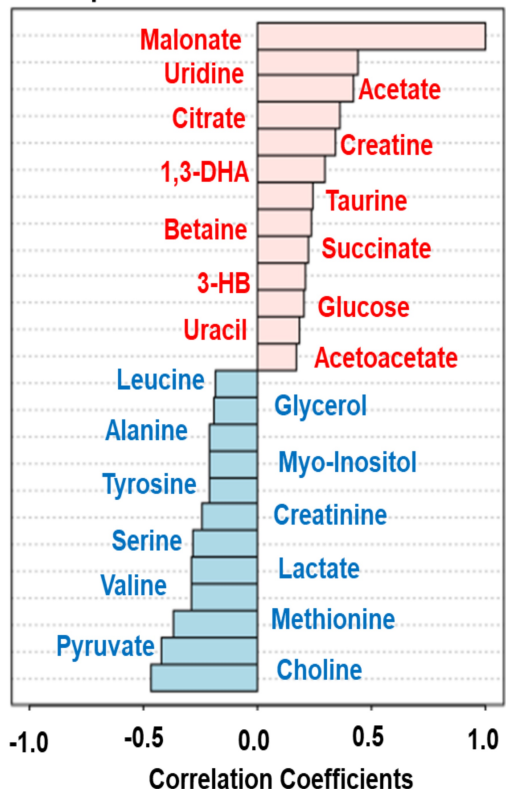 Malonate
Uridine
Acetate
Citrate
Creatine
1,3-DHA
Taurine
Betaine
Succinate
3-HB
Glucose
Uracil
Acetoacetate
Leucine
Glycerol
Alanine
Myo-Inositol
Tyrosine
Creatinine
Serine
Lactate
Valine
Methionine
Pyruvate
Choline
-1.0 -0.5 0.0 0.5 1.0
Correlation Coefficients